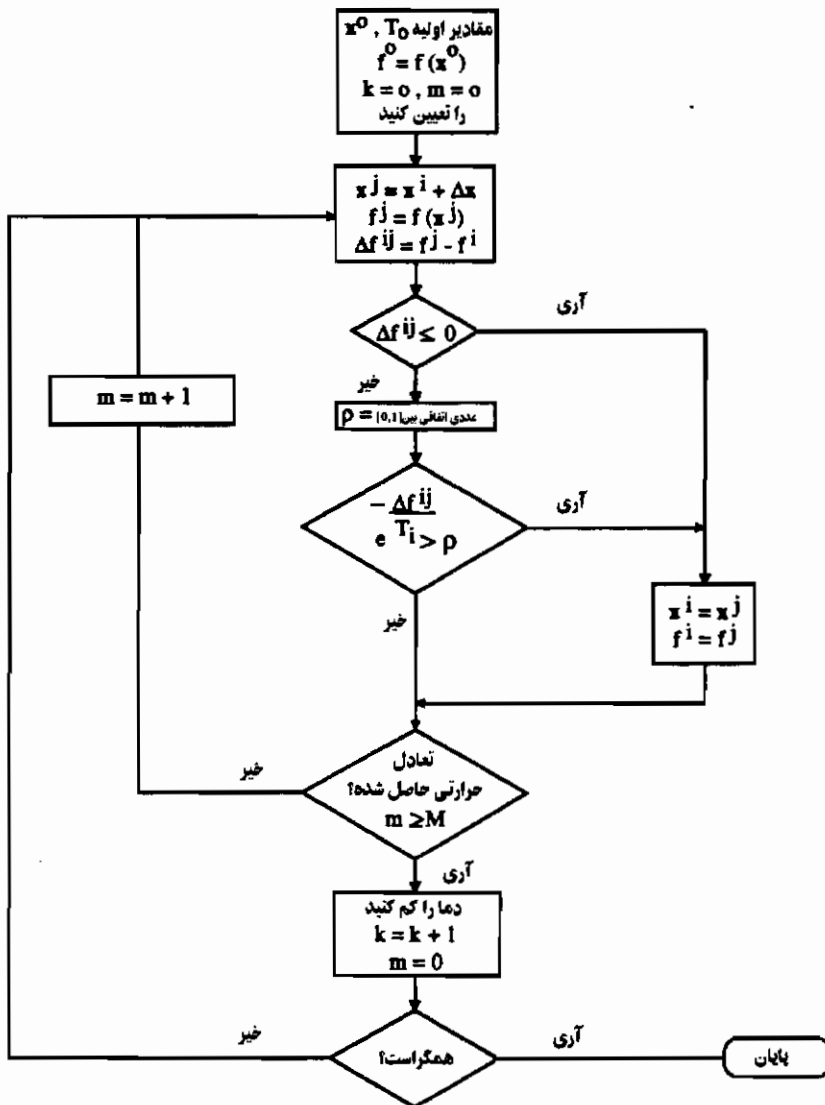 مقادیر اولیه x⁰ , T₀
f⁰ = f (x⁰)
k = 0 , m = 0
را تعیین کنید
xʲ = xⁱ + Δx
fʲ = f (xʲ)
Δfⁱʲ = fʲ - fⁱ
Δfⁱʲ ≤ 0
آری
خیر
ρ = [0,1] عددی اتفاقی بین
m = m + 1
e^(- Δfⁱʲ / Tᵢ) > ρ
آری
خیر
xⁱ = xʲ
fⁱ = fʲ
تعادل
حرارتی حاصل شده؟
m ≥ M
خیر
آری
دما را کم کنید
k = k + 1
m = 0
همگراست؟
خیر
آری
پایان